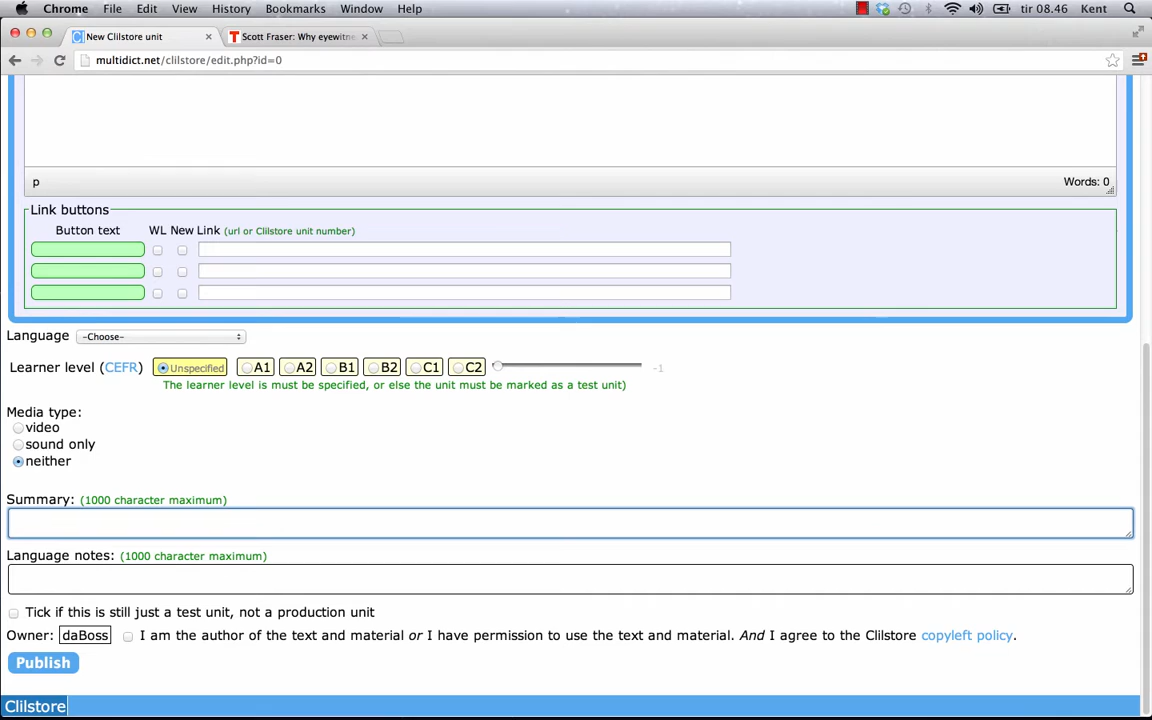 Chrome File Edit View History Bookmarks Window Help tir 08.46 Kent
New Clilstore unit Scott Fraser: Why eyewitne
multidict.net/clilstore/edit.php?id=0
p Words: 0
Link buttons
Button text WL New Link (url or Clilstore unit number)
Language -Choose-
Learner level (CEFR) Unspecified A1 A2 B1 B2 C1 C2 -1
The learner level is must be specified, or else the unit must be marked as a test unit)
Media type:
video
sound only
neither
Summary: (1000 character maximum)
Language notes: (1000 character maximum)
Tick if this is still just a test unit, not a production unit
Owner: daBoss I am the author of the text and material or I have permission to use the text and material. And I agree to the Clilstore copyleft policy.
Publish
Clilstore